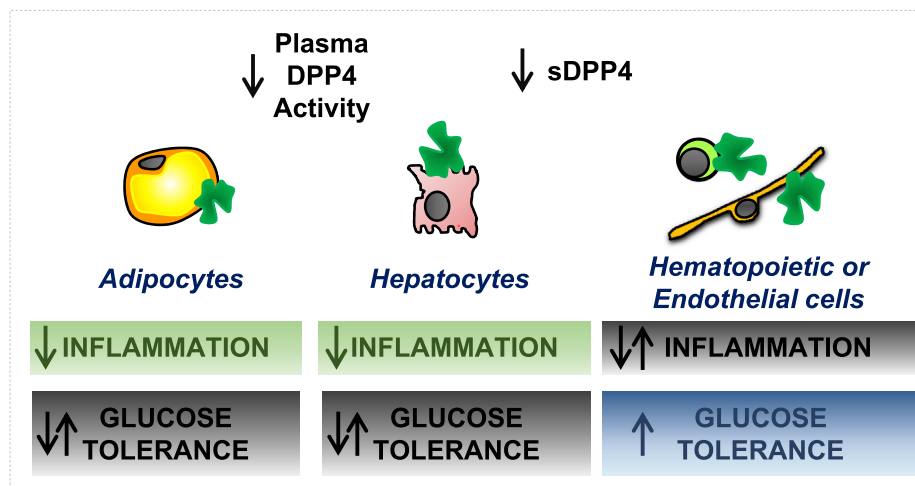 Plasma
DPP4
Activity
sDPP4
Adipocytes
Hepatocytes
Hematopoietic or
Endothelial cells
INFLAMMATION
INFLAMMATION
INFLAMMATION
GLUCOSE
TOLERANCE
GLUCOSE
TOLERANCE
GLUCOSE
TOLERANCE